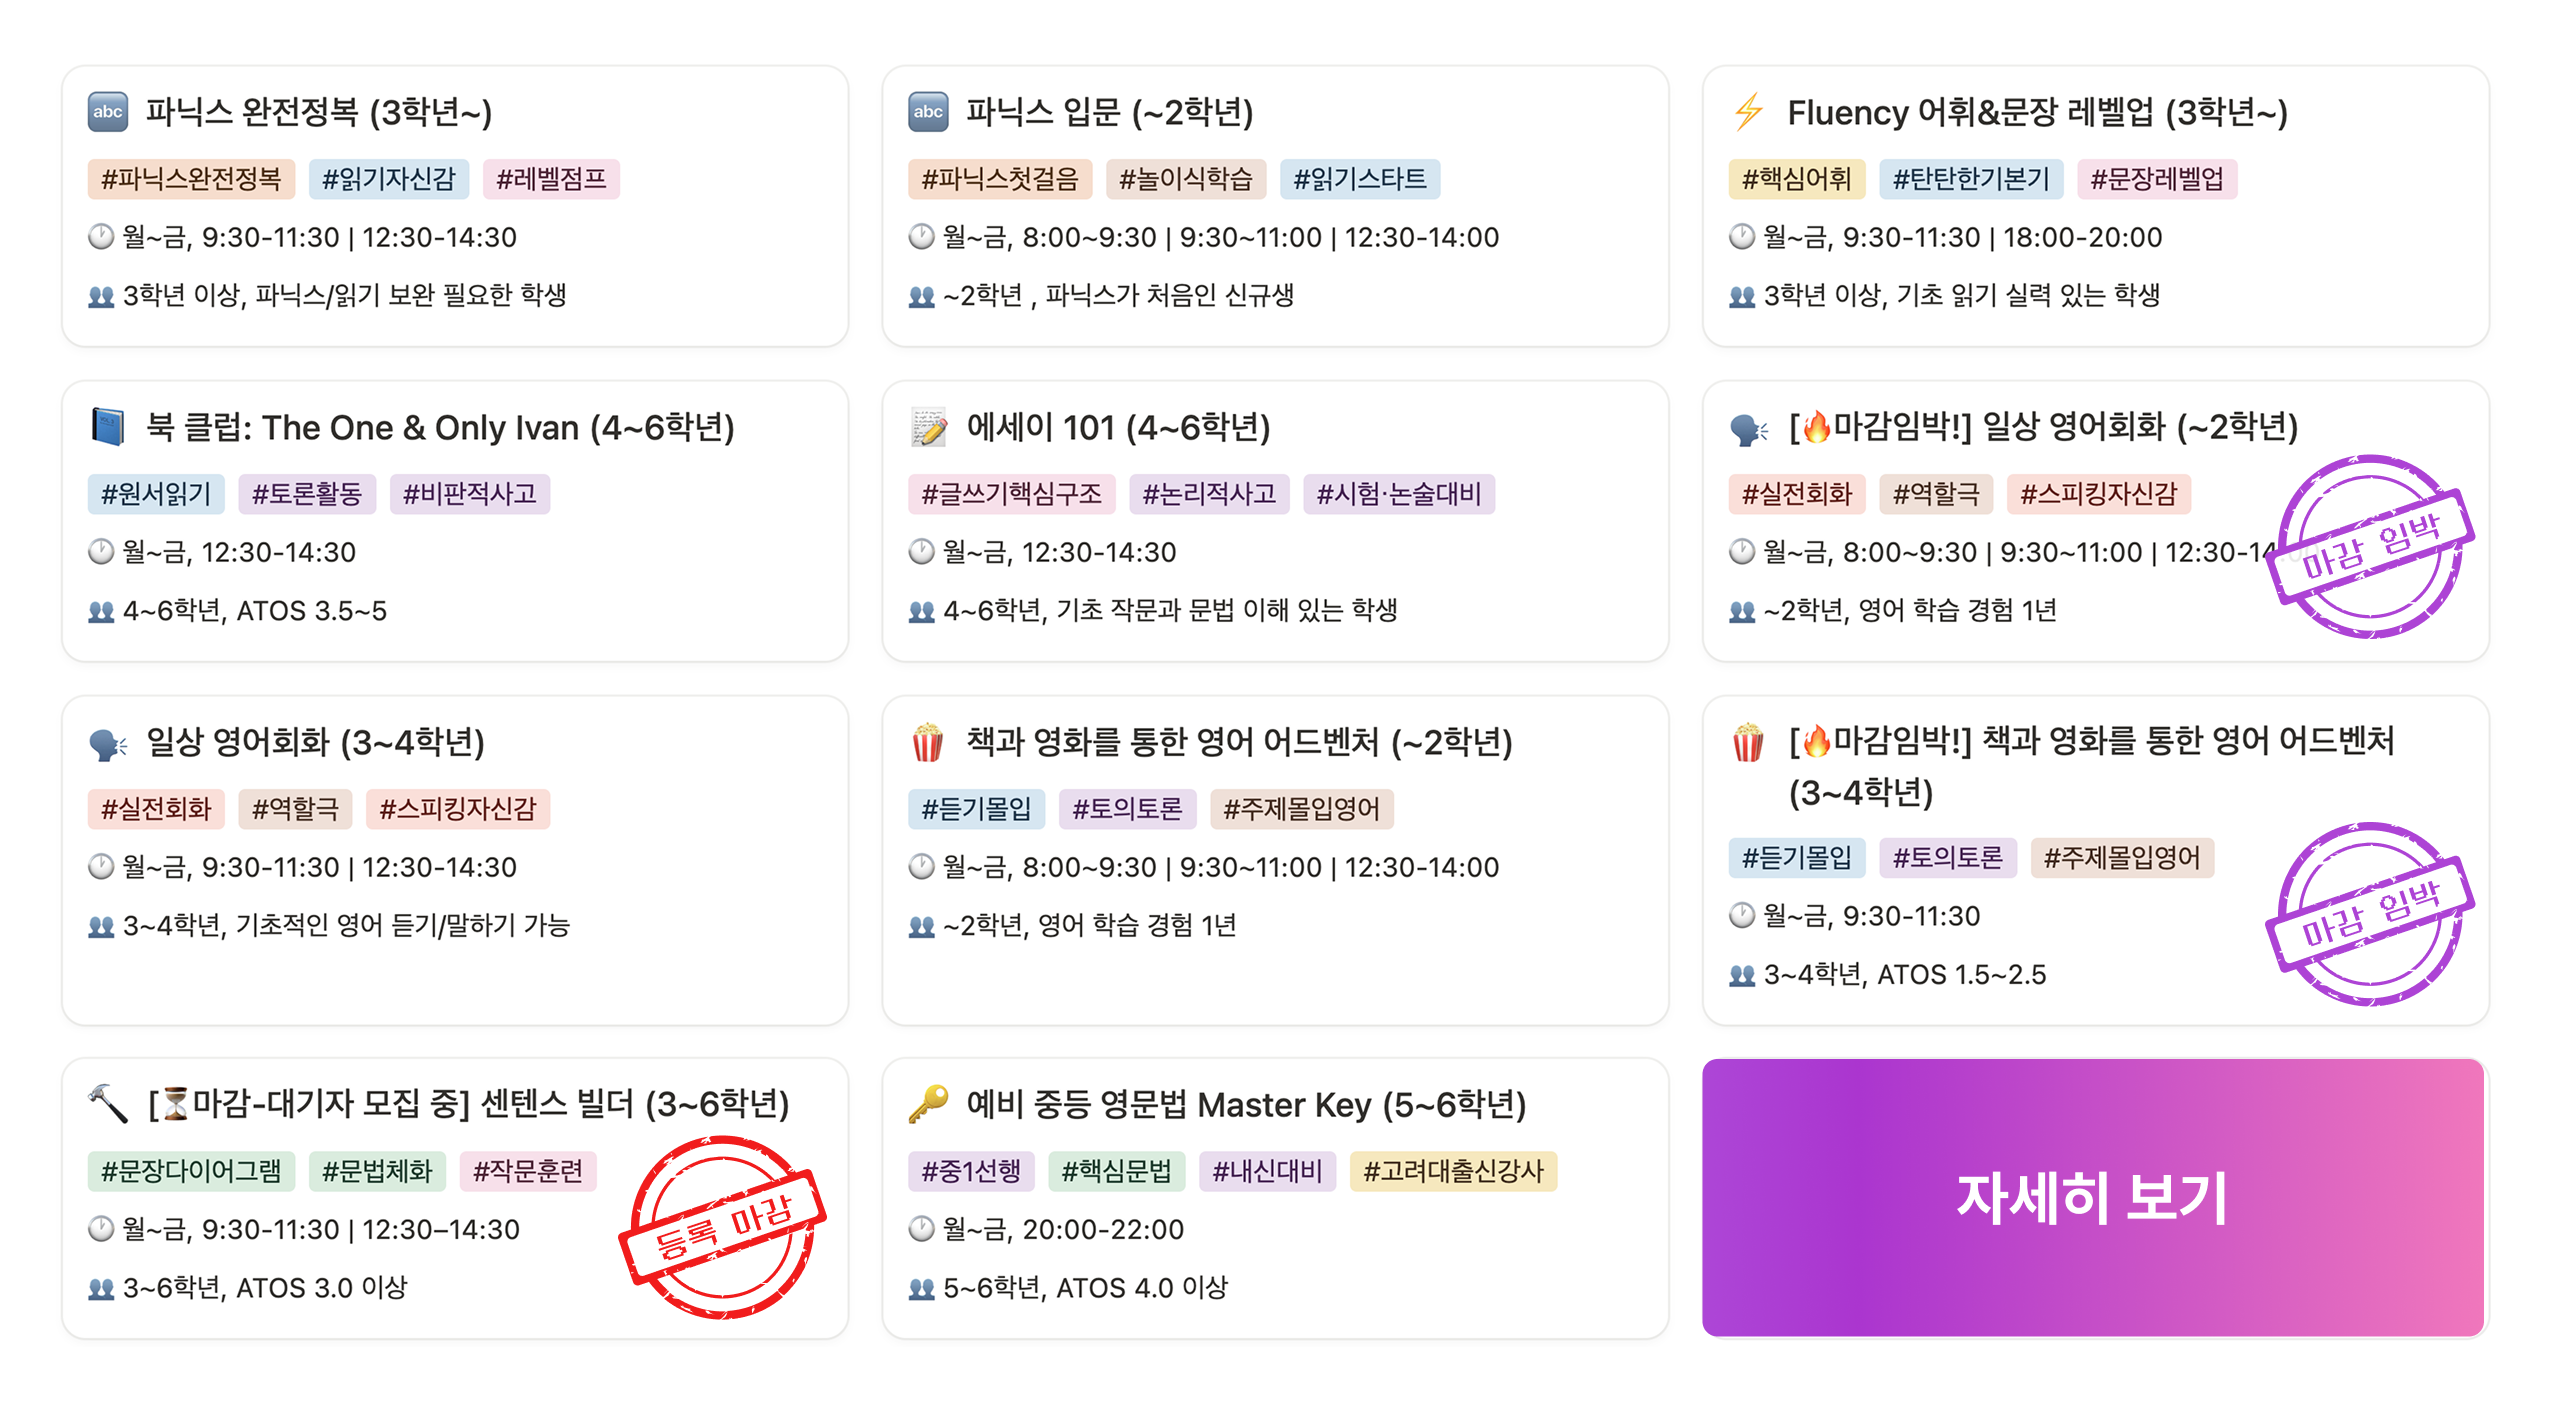 파닉스 완전정복 (3학년~)
#파닉스완전정복 #읽기자신감 #레벨점프
월~금, 9:30-11:30 | 12:30-14:30
3학년 이상, 파닉스/읽기 보완 필요한 학생
파닉스 입문 (~2학년)
#파닉스첫걸음 #놀이식학습 #읽기스타트
월~금, 8:00~9:30 | 9:30~11:00 | 12:30-14:00
~2학년 , 파닉스가 처음인 신규생
Fluency 어휘&문장 레벨업 (3학년~)
#핵심어휘 #탄탄한기본기 #문장레벨업
월~금, 9:30-11:30 | 18:00-20:00
3학년 이상, 기초 읽기 실력 있는 학생
북 클럽: The One & Only Ivan (4~6학년)
#원서읽기 #토론활동 #비판적사고
월~금, 12:30-14:30
4~6학년, ATOS 3.5~5
에세이 101 (4~6학년)
#글쓰기핵심구조 #논리적사고 #시험·논술대비
월~금, 12:30-14:30
4~6학년, 기초 작문과 문법 이해 있는 학생
[🔥마감임박!] 일상 영어회화 (~2학년)
#실전회화 #역할극 #스피킹자신감
월~금, 8:00~9:30 | 9:30~11:00 | 12:30-14
~2학년, 영어 학습 경험 1년
마감 임박
일상 영어회화 (3~4학년)
#실전회화 #역할극 #스피킹자신감
월~금, 9:30-11:30 | 12:30-14:30
3~4학년, 기초적인 영어 듣기/말하기 가능
책과 영화를 통한 영어 어드벤처 (~2학년)
#듣기몰입 #토의토론 #주제몰입영어
월~금, 8:00~9:30 | 9:30~11:00 | 12:30-14:00
~2학년, 영어 학습 경험 1년
[🔥마감임박!] 책과 영화를 통한 영어 어드벤처
(3~4학년)
#듣기몰입 #토의토론 #주제몰입영어
월~금, 9:30-11:30
3~4학년, ATOS 1.5~2.5
마감 임박
[⏳마감-대기자 모집 중] 센텐스 빌더 (3~6학년)
#문장다이어그램 #문법체화 #작문훈련
월~금, 9:30-11:30 | 12:30–14:30
3~6학년, ATOS 3.0 이상
등록 마감
예비 중등 영문법 Master Key (5~6학년)
#중1선행 #핵심문법 #내신대비 #고려대출신강사
월~금, 20:00-22:00
5~6학년, ATOS 4.0 이상
자세히 보기